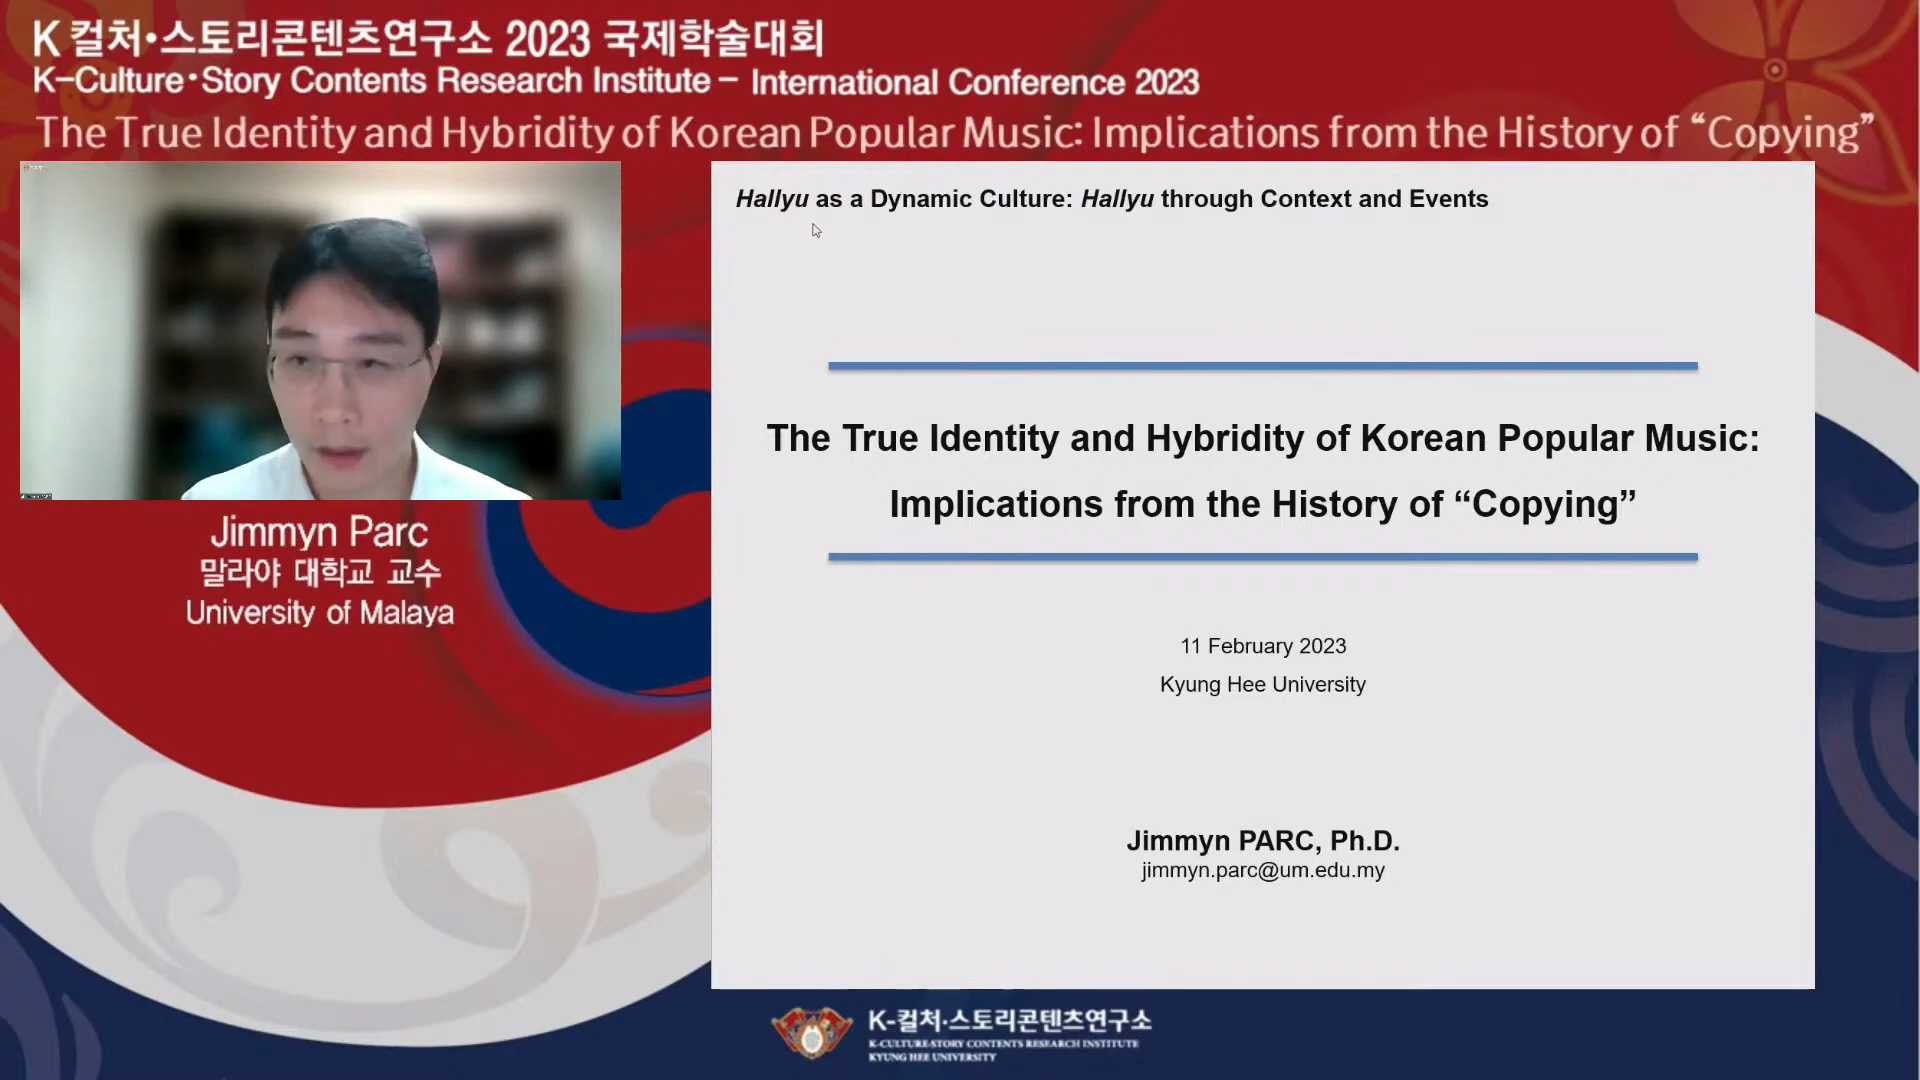 K 컬처•스토리콘텐츠연구소 2023 국제학술대회
K-Culture•Story Contents Research Institute - International Conference 2023
The True Identity and Hybridity of Korean Popular Music: Implications from the History of “Copying”
Hallyu as a Dynamic Culture: Hallyu through Context and Events
The True Identity and Hybridity of Korean Popular Music:
Implications from the History of “Copying”
11 February 2023
Kyung Hee University
Jimmyn PARC, Ph.D.
jimmyn.parc@um.edu.my
Jimmyn Parc
말라야 대학교 교수
University of Malaya
K-컬처•스토리콘텐츠연구소
K-CULTURE•STORY CONTENTS RESEARCH INSTITUTE
KYUNG HEE UNIVERSITY